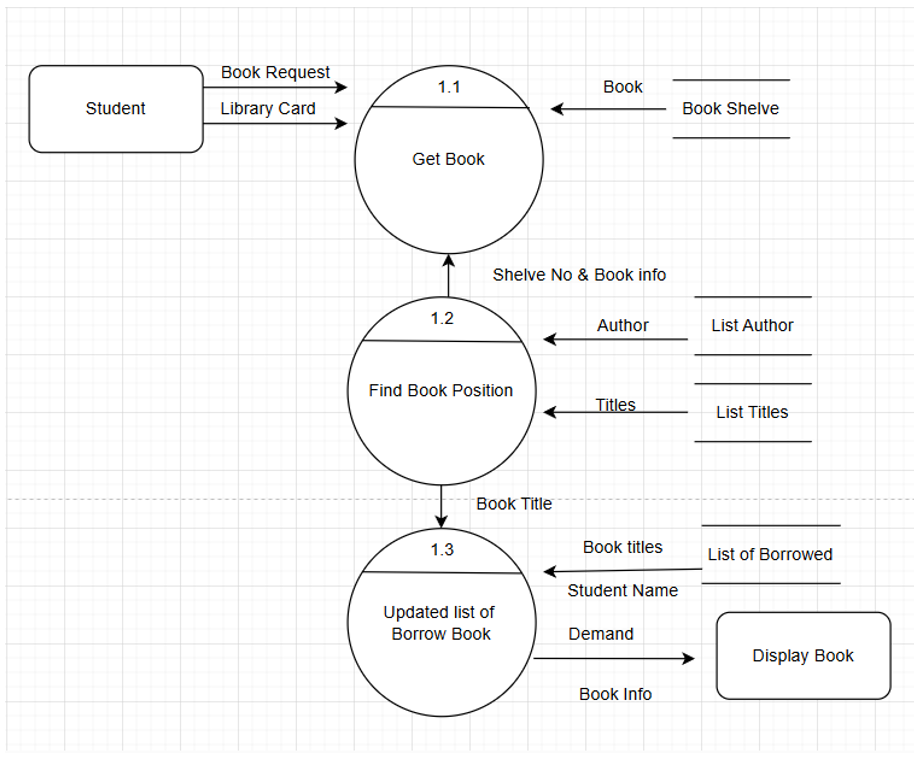 Book Request
Library Card
Student
1.1
Get Book
Book
Book Shelve
Shelve No & Book info
1.2
Find Book Position
Author
List Author
Titles
List Titles
Book Title
1.3
Updated list of
Borrow Book
Book titles
List of Borrowed
Student Name
Demand
Display Book
Book Info